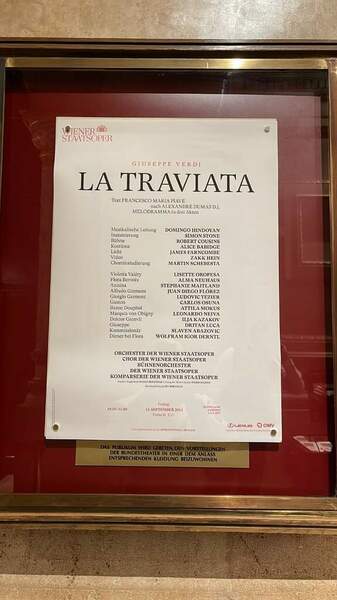 WIENER
STAATSOPER
GIUSEPPE VERDI
LA TRAVIATA
Text FRANCESCO MARIA PIAVE
nach ALEXANDRE DUMAS D.J.
MELODRAMMA in drei Akten
Musikalische Leitung DOMINGO HINDOYAN
Inszenierung SIMON STONE
Bühne ROBERT COUSINS
Kostüme ALICE BABIDGE
Licht JAMES FARNCOMBE
Video ZAKK HEIN
Choreinstudierung MARTIN SCHEBESTA
Violetta Valéry LISETTE OROPESA
Flora Bervoix ALMA NEUHAUS
Annina STEPHANIE MAITLAND
Alfredo Germont JUAN DIEGO FLÓREZ
Giorgio Germont LUDOVIC TÉZIER
Gaston CARLOS OSUNA
Baron Douphol ATTILA MOKUS
Marquis von Obigny LEONARDO NEIVA
Doktor Grenvil ILJA KAZAKOV
Giuseppe
Kommissionär SLAVEN ABAZOVIC
Diener bei Flora WOLFRAM IGOR DERNTL
ORCHESTER DER WIENER STAATSOPER
CHOR DER WIENER STAATSOPER
BÜHNENORCHESTER
DER WIENER STAATSOPER
KOMPARSERIE DER WIENER STAATSOPER
Freitag
SEPTEMBER
LEXUS OMV
DAS PUBLIKUM WIRD GEBETEN, DEN VORSTELLUNGEN
DER BUNDESTHEATER IN EINER DEM ANLASS
ENTSPRECHENDEN KLEIDUNG BEIZUWOHNEN